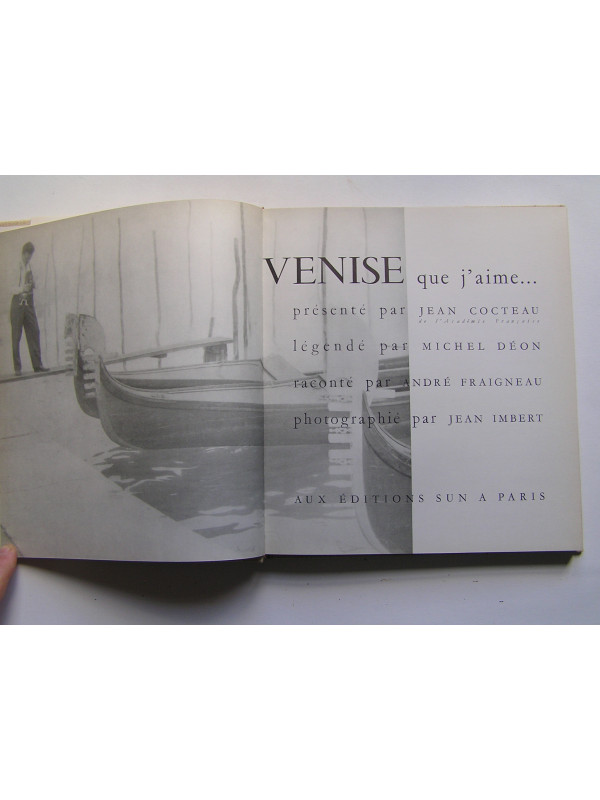 VENISE que j'aime...
présenté par JEAN COCTEAU
de l'Académie Française
légendé par MICHEL DÉON
raconté par ANDRÉ FRAIGNEAU
photographié par JEAN IMBERT
AUX ÉDITIONS SUN A PARIS